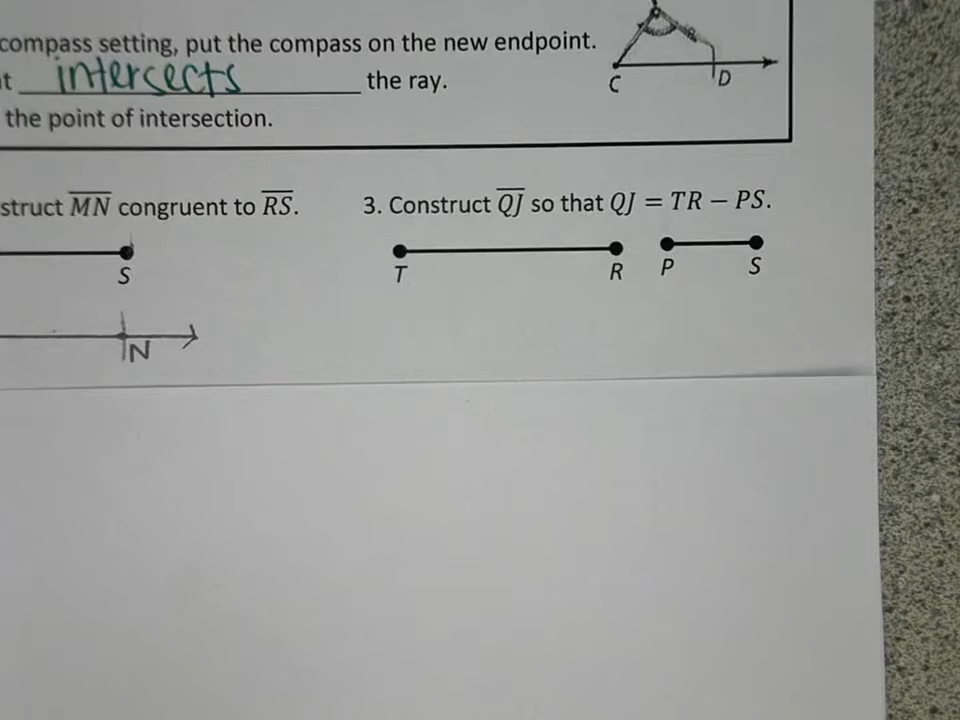 compass setting, put the compass on the new endpoint.
intersects the ray.
the point of intersection.
C D
struct MN congruent to RS.
3. Construct QJ so that QJ = TR − PS.
S
T R P S
N